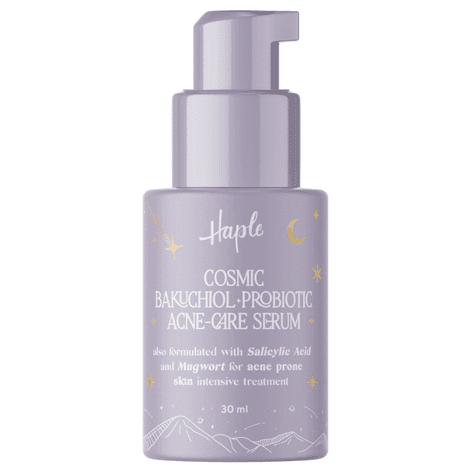 Haple
COSMIC
BAKUCHIOL·PROBIOTIC
ACNE-CARE SERUM
also formulated with Salicylic Acid
and Mugwort for acne prone
skin intensive treatment
30 ml